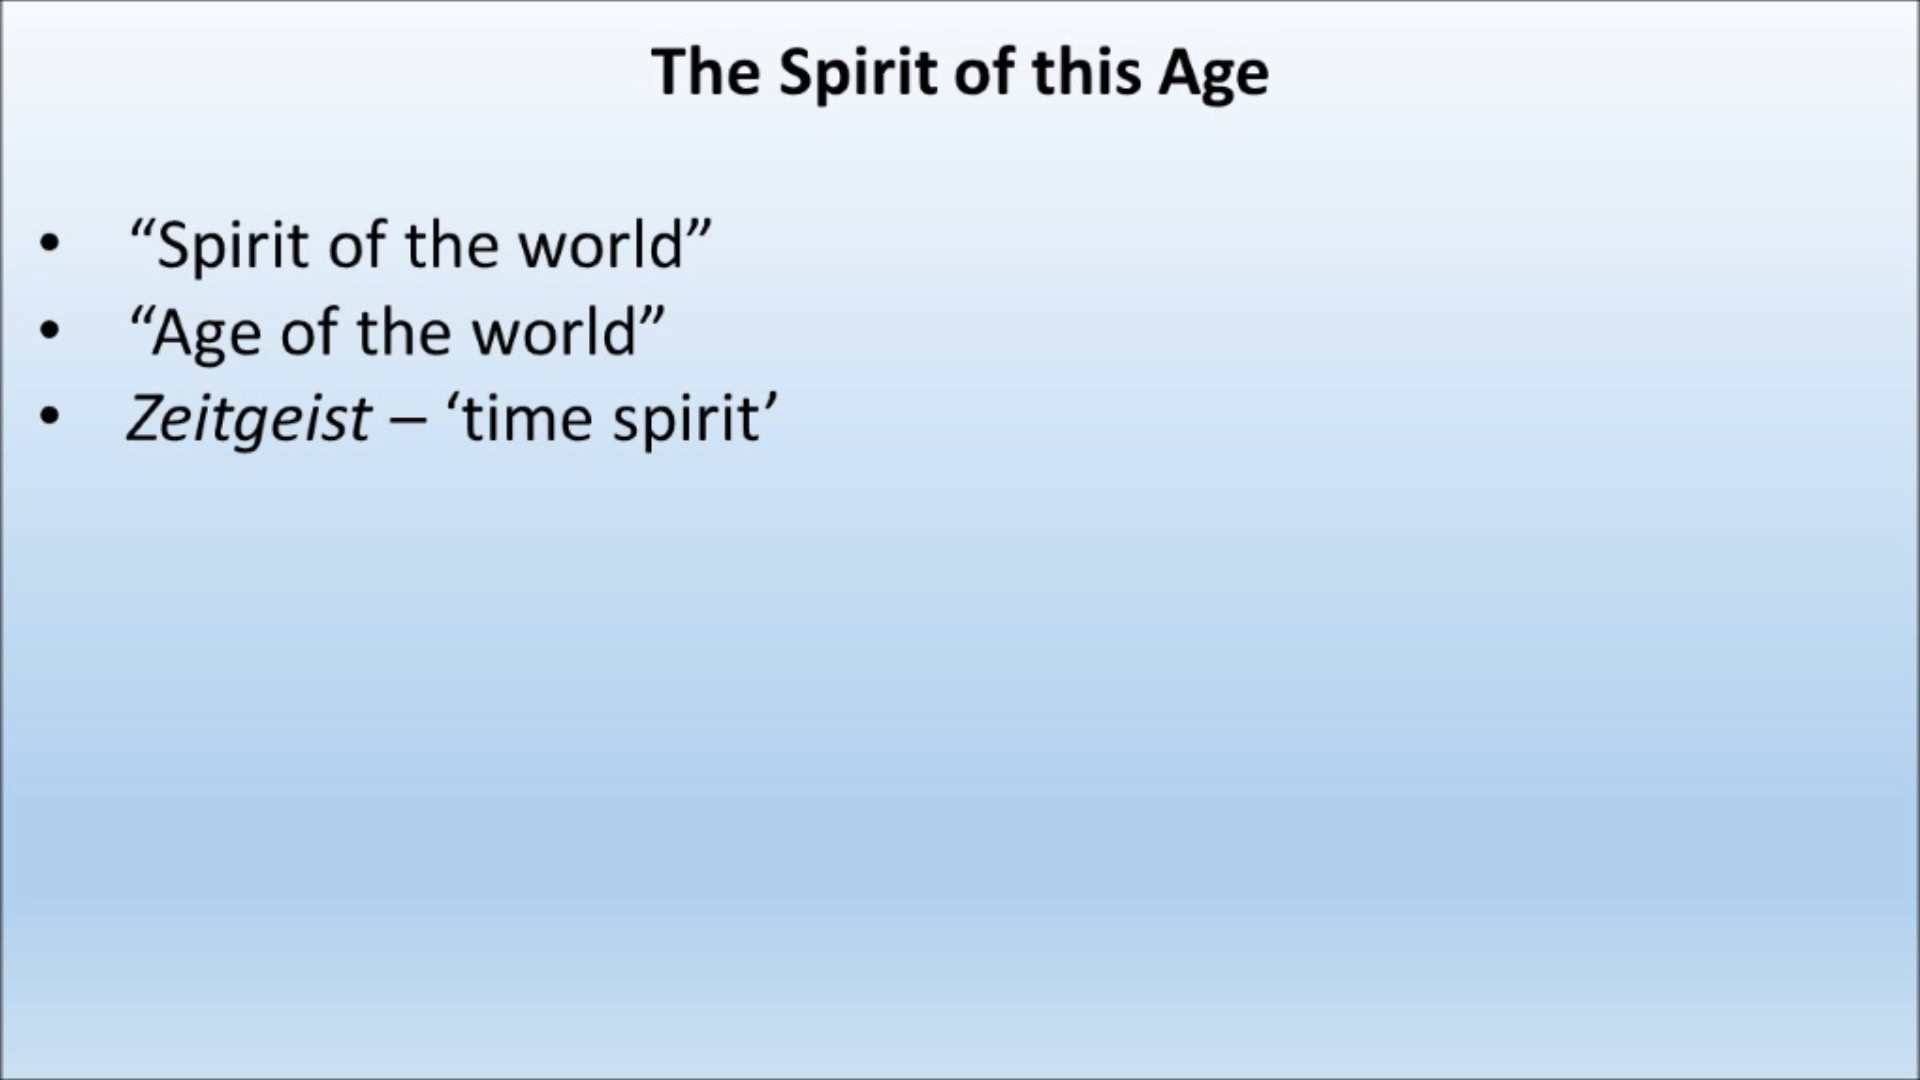 The Spirit of this Age
• “Spirit of the world”
• “Age of the world”
• Zeitgeist – ‘time spirit’